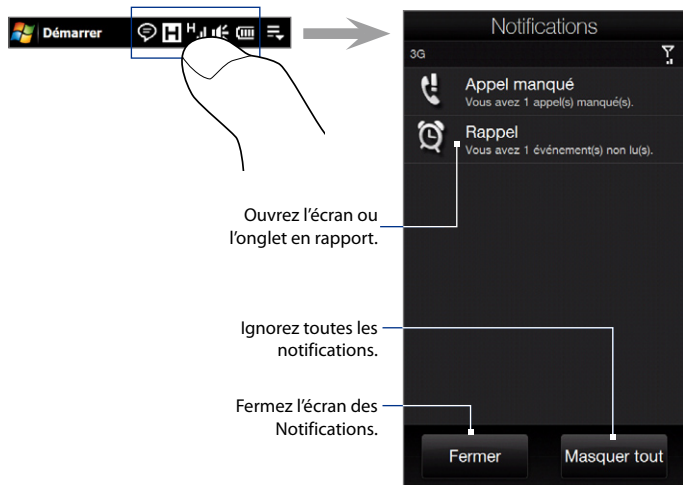 Démarrer
H
H
Notifications
3G
Appel manqué
Vous avez 1 appel(s) manqué(s).
Rappel
Vous avez 1 événement(s) non lu(s).
Ouvrez l’écran ou
l’onglet en rapport.
Ignorez toutes les
notifications.
Fermez l’écran des
Notifications.
Fermer
Masquer tout